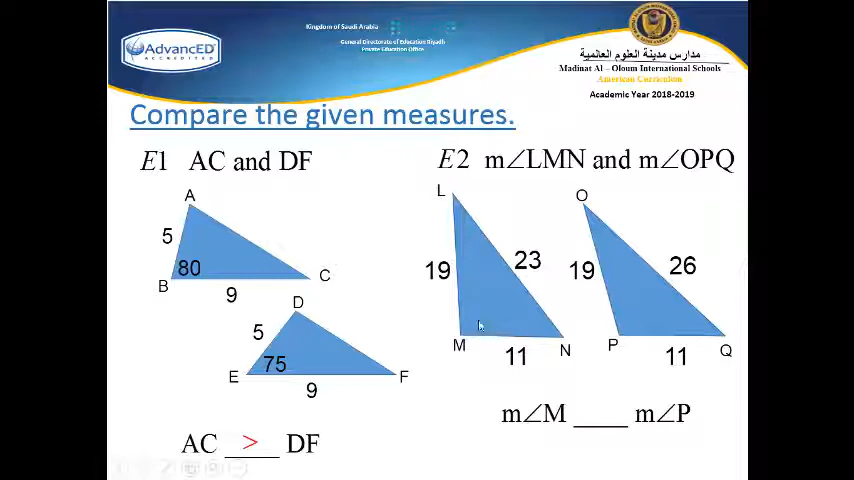 AdvancED
ACCREDITED
Kingdom of Saudi Arabia
General Directorate of Education Riyadh
Private Education Office
مدارس مدينة العلوم العالمية
Madinat Al – Oloum International Schools
American Curriculum
Academic Year 2018-2019
Compare the given measures.
E1 AC and DF
E2 m∠LMN and m∠OPQ
A
5
B
80
C
9
D
5
E
75
F
9
AC __>__ DF
L
19
23
M
N
11
O
19
26
P
Q
11
m∠M ____ m∠P